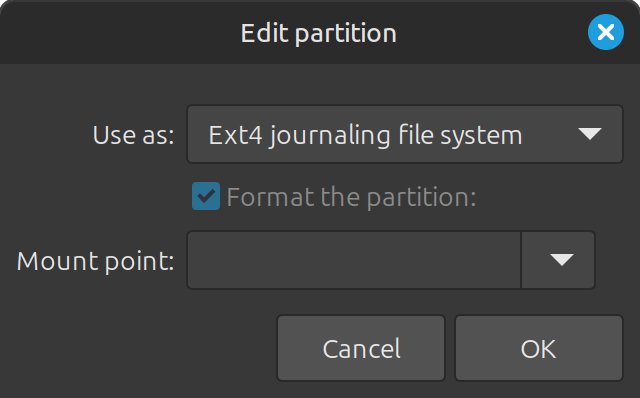 Edit partition
Use as: Ext4 journaling file system
Format the partition:
Mount point:
Cancel OK